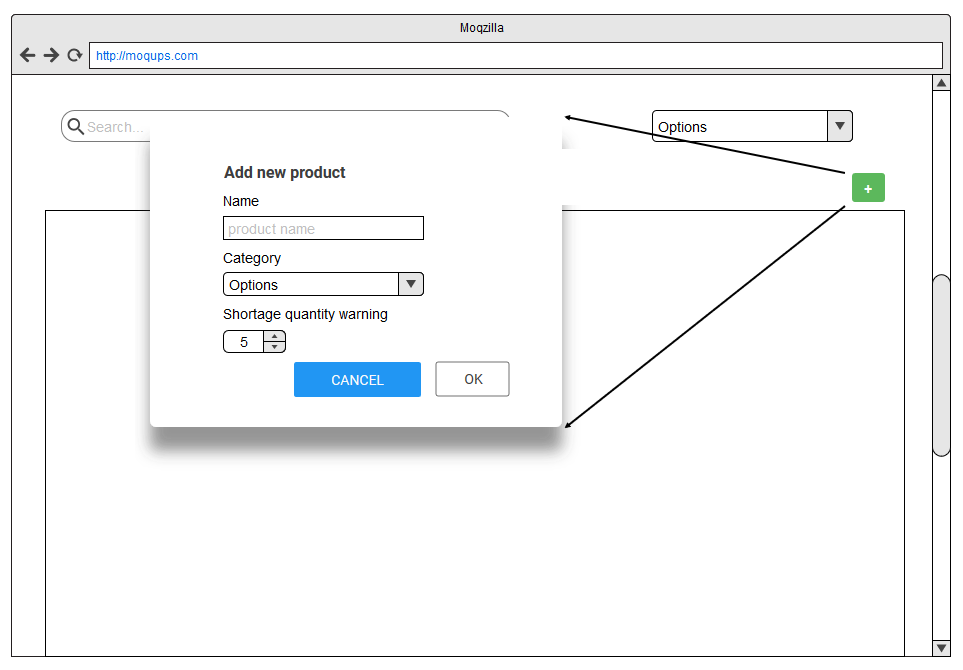 Moqzilla
http://moqups.com
Search...
Options
+
Add new product
Name
product name
Category
Options
Shortage quantity warning
5
CANCEL
OK